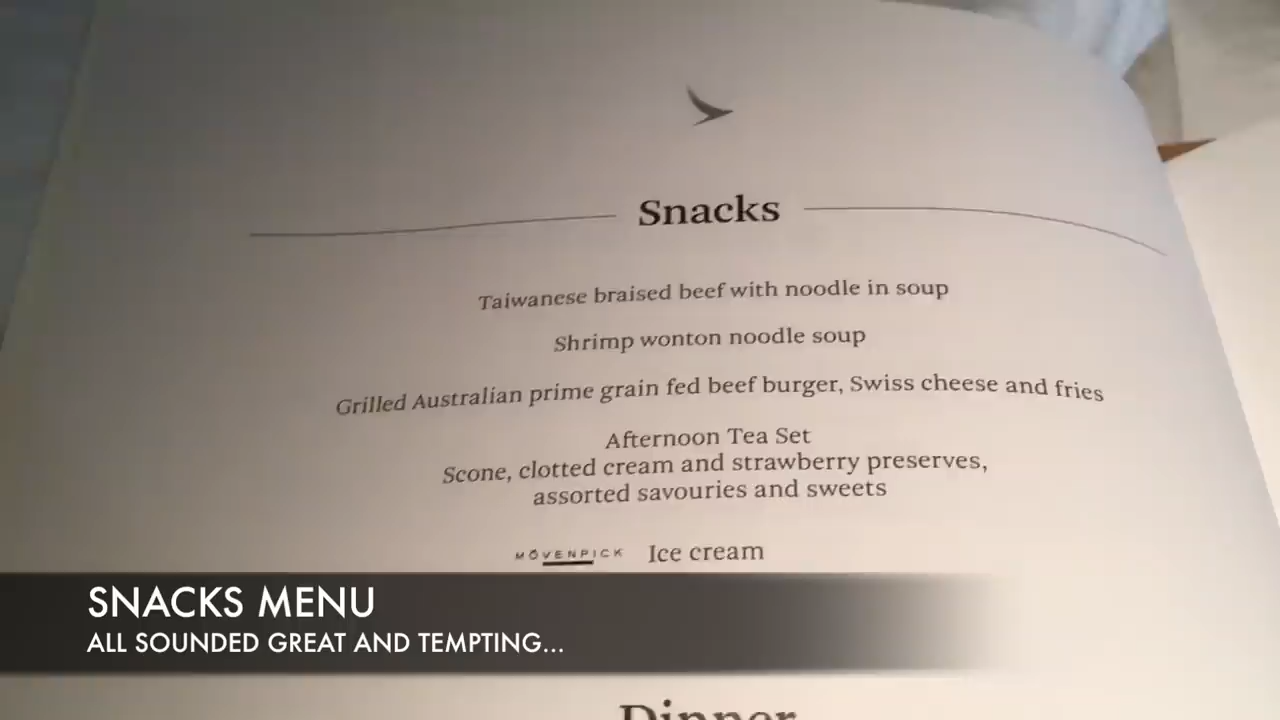 Snacks
Taiwanese braised beef with noodle in soup
Shrimp wonton noodle soup
Grilled Australian prime grain fed beef burger, Swiss cheese and fries
Afternoon Tea Set
Scone, clotted cream and strawberry preserves,
assorted savouries and sweets
MÖVENPICK Ice cream
SNACKS MENU
ALL SOUNDED GREAT AND TEMPTING...
Dinner